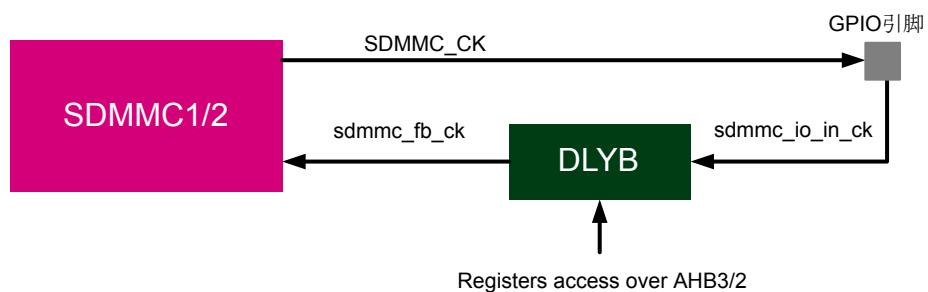 GPIO引脚
SDMMC_CK
SDMMC1/2
sdmmc_fb_ck
sdmmc_io_in_ck
DLYB
Registers access over AHB3/2